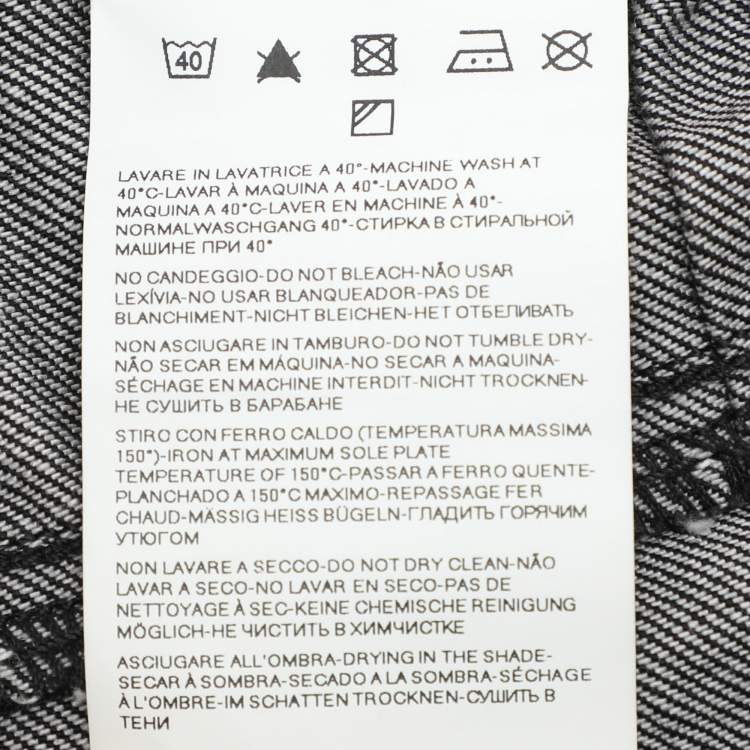 40
LAVARE IN LAVATRICE A 40°-MACHINE WASH AT
40°C-LAVAR À MAQUINA A 40°-LAVADO A
MAQUINA A 40°C-LAVER EN MACHINE À 40°-
NORMALWASCHGANG 40°-СТИРКА В СТИРАЛЬНОЙ
МАШИНЕ ПРИ 40°
NO CANDEGGIO-DO NOT BLEACH-NÃO USAR
LEXÍVIA-NO USAR BLANQUEADOR-PAS DE
BLANCHIMENT-NICHT BLEICHEN-НЕТ ОТБЕЛИВАТЬ
NON ASCIUGARE IN TAMBURO-DO NOT TUMBLE DRY-
NÃO SECAR EM MÁQUINA-NO SECAR A MAQUINA-
SÉCHAGE EN MACHINE INTERDIT-NICHT TROCKNEN-
НЕ СУШИТЬ В БАРАБАНЕ
STIRO CON FERRO CALDO (TEMPERATURA MASSIMA
150°)-IRON AT MAXIMUM SOLE PLATE
TEMPERATURE OF 150°C-PASSAR A FERRO QUENTE-
PLANCHADO A 150°C MAXIMO-REPASSAGE FER
CHAUD-MÄSSIG HEISS BÜGELN-ГЛАДИТЬ ГОРЯЧИМ
УТЮГОМ
NON LAVARE A SECCO-DO NOT DRY CLEAN-NÃO
LAVAR A SECO-NO LAVAR EN SECO-PAS DE
NETTOYAGE À SEC-KEINE CHEMISCHE REINIGUNG
MÖGLICH-НЕ ЧИСТИТЬ В ХИМЧИСТКЕ
ASCIUGARE ALL'OMBRA-DRYING IN THE SHADE-
SECAR À SOMBRA-SECADO A LA SOMBRA-SÉCHAGE
À L'OMBRE-IM SCHATTEN TROCKNEN-СУШИТЬ В
ТЕНИ